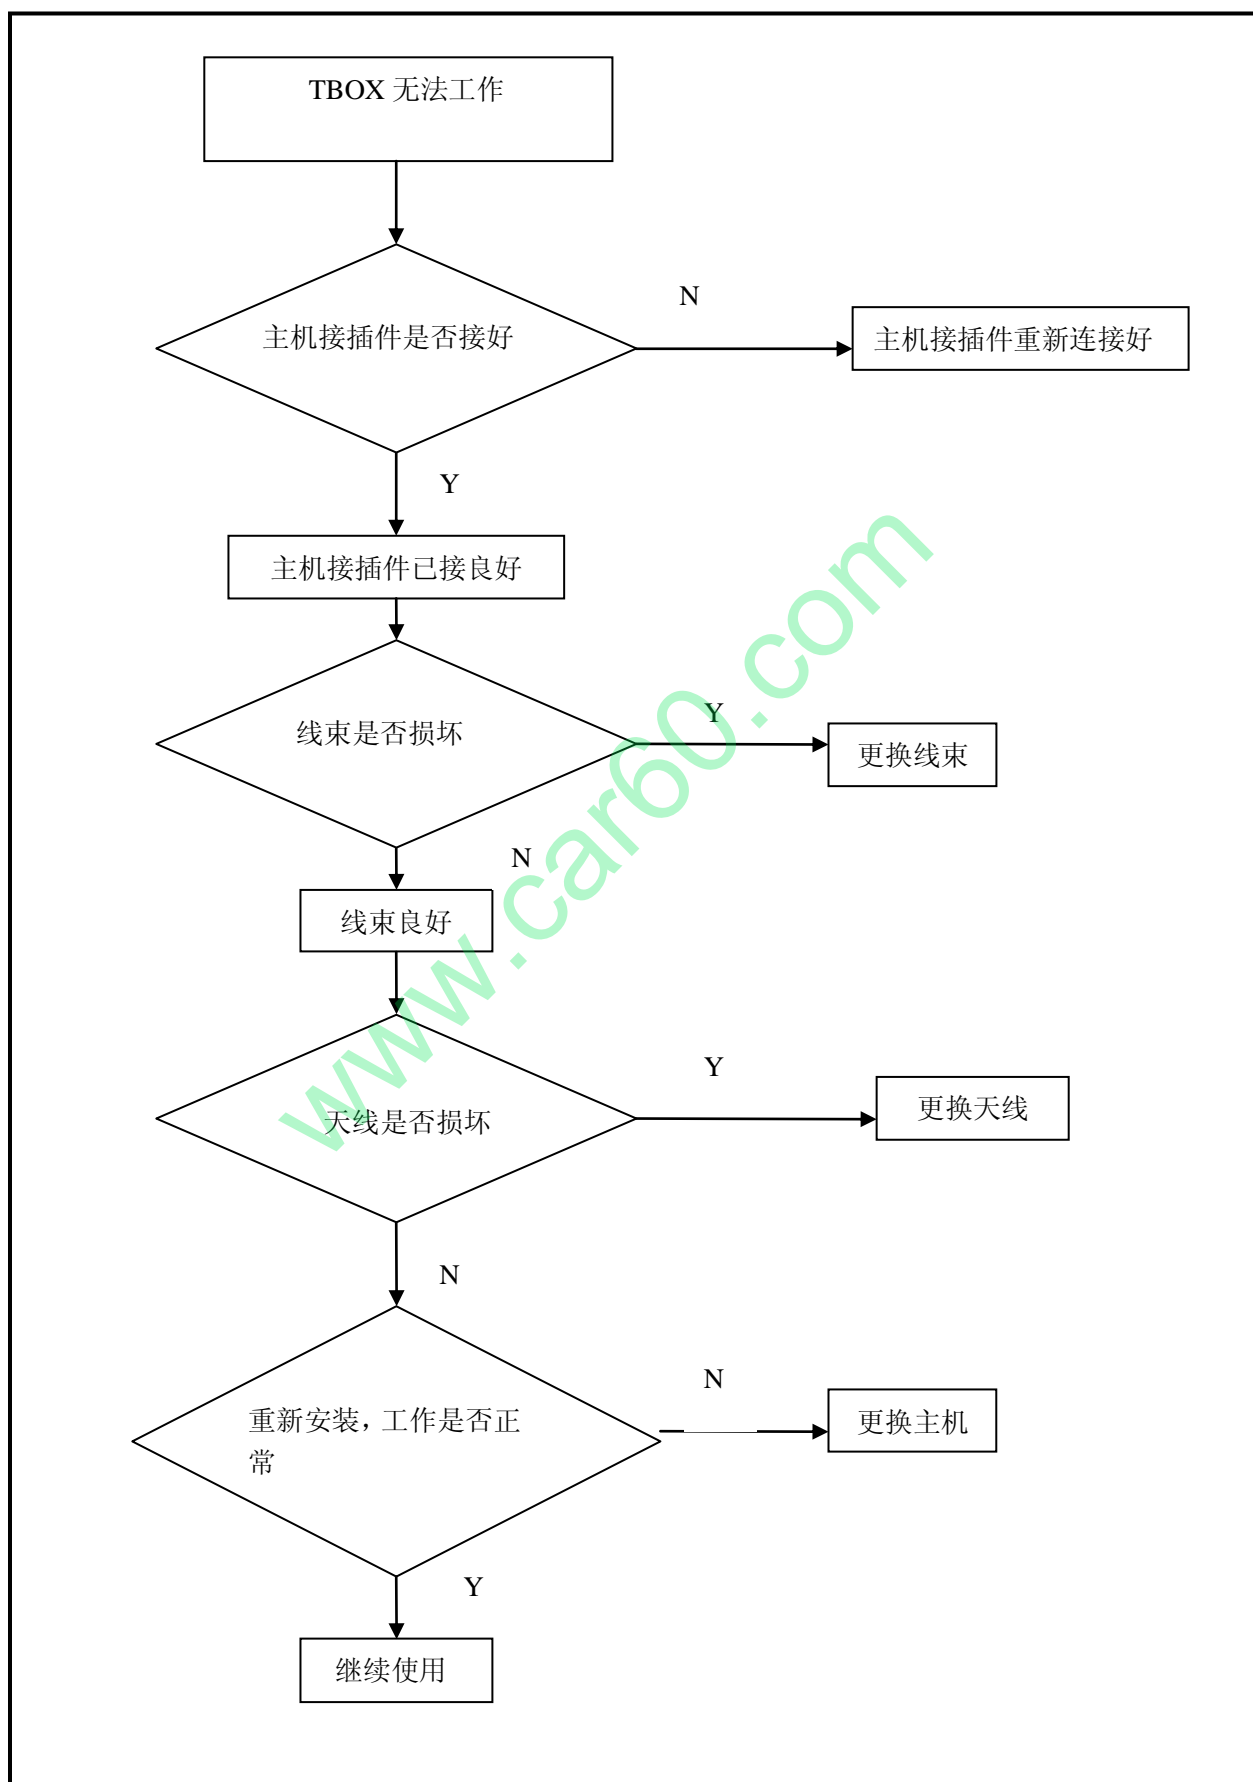 TBOX 无法工作
N
主机接插件是否接好
主机接插件重新连接好
Y
主机接插件已接良好
Y
线束是否损坏
更换线束
N
线束良好
Y
天线是否损坏
更换天线
N
N
重新安装，工作是否正
常
更换主机
Y
继续使用
www.car60.com